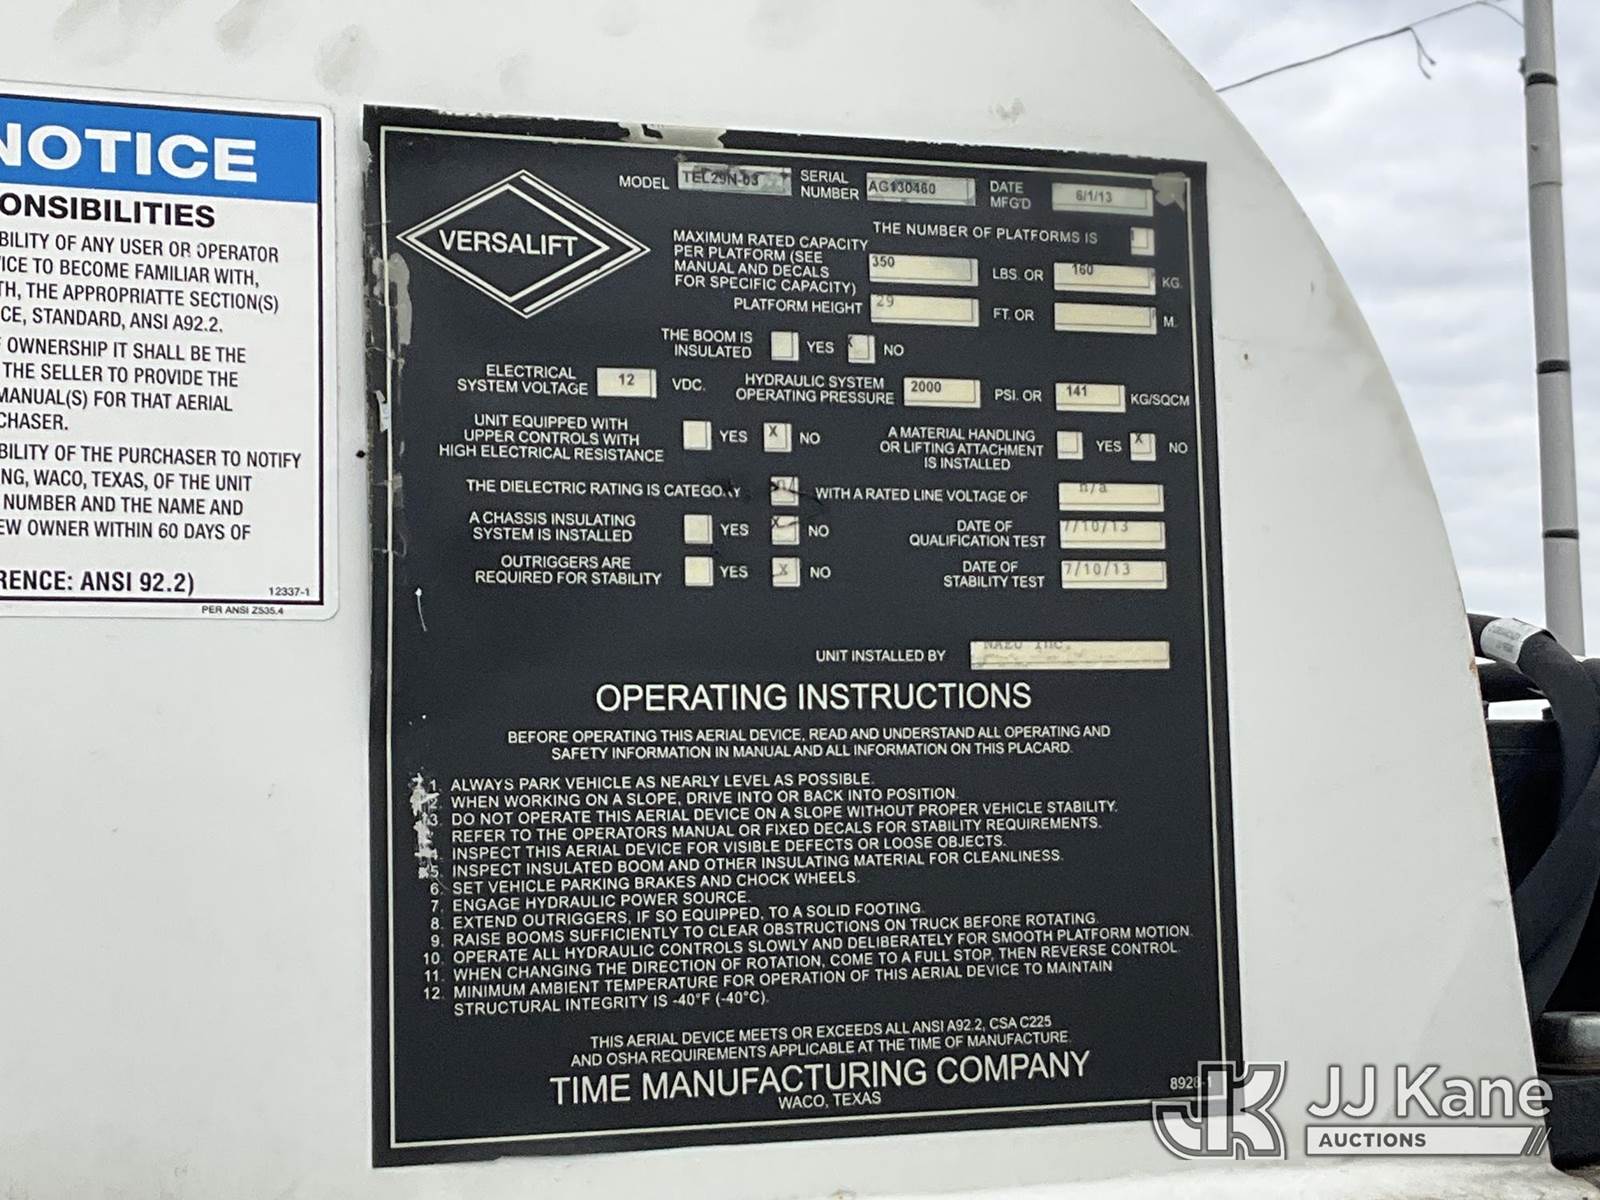 NOTICE
ONSIBILITIES
BILITY OF ANY USER OR OPERATOR
ICE TO BECOME FAMILIAR WITH,
TH, THE APPROPRIATTE SECTION(S)
CE, STANDARD, ANSI A92.2.
OWNERSHIP IT SHALL BE THE
THE SELLER TO PROVIDE THE
MANUAL(S) FOR THAT AERIAL
CHASER.
BILITY OF THE PURCHASER TO NOTIFY
NG, WACO, TEXAS, OF THE UNIT
NUMBER AND THE NAME AND
EW OWNER WITHIN 60 DAYS OF
RENCE: ANSI 92.2)
12337-1
PER ANSI Z535.4
VERSALIFT
MODEL TEL29N-03 SERIAL NUMBER AG130460 DATE MFG'D 6/1/13
THE NUMBER OF PLATFORMS IS
MAXIMUM RATED CAPACITY
PER PLATFORM (SEE
MANUAL AND DECALS
FOR SPECIFIC CAPACITY) 350 LBS. OR 160 KG.
PLATFORM HEIGHT 29 FT. OR M.
THE BOOM IS
INSULATED YES X NO
ELECTRICAL
SYSTEM VOLTAGE 12 VDC.
HYDRAULIC SYSTEM
OPERATING PRESSURE 2000 PSI. OR 141 KG/SQCM
UNIT EQUIPPED WITH
UPPER CONTROLS WITH
HIGH ELECTRICAL RESISTANCE YES X NO
A MATERIAL HANDLING
OR LIFTING ATTACHMENT
IS INSTALLED YES X NO
THE DIELECTRIC RATING IS CATEGORY n/ WITH A RATED LINE VOLTAGE OF n/a
A CHASSIS INSULATING
SYSTEM IS INSTALLED YES X NO
DATE OF
QUALIFICATION TEST 7/10/13
OUTRIGGERS ARE
REQUIRED FOR STABILITY YES X NO
DATE OF
STABILITY TEST 7/10/13
UNIT INSTALLED BY Inc.
OPERATING INSTRUCTIONS
BEFORE OPERATING THIS AERIAL DEVICE, READ AND UNDERSTAND ALL OPERATING AND
SAFETY INFORMATION IN MANUAL AND ALL INFORMATION ON THIS PLACARD.
1. ALWAYS PARK VEHICLE AS NEARLY LEVEL AS POSSIBLE.
2. WHEN WORKING ON A SLOPE, DRIVE INTO OR BACK INTO POSITION.
3. DO NOT OPERATE THIS AERIAL DEVICE ON A SLOPE WITHOUT PROPER VEHICLE STABILITY.
REFER TO THE OPERATORS MANUAL OR FIXED DECALS FOR STABILITY REQUIREMENTS.
4. INSPECT THIS AERIAL DEVICE FOR VISIBLE DEFECTS OR LOOSE OBJECTS.
5. INSPECT INSULATED BOOM AND OTHER INSULATING MATERIAL FOR CLEANLINESS.
6. SET VEHICLE PARKING BRAKES AND CHOCK WHEELS.
7. ENGAGE HYDRAULIC POWER SOURCE.
8. EXTEND OUTRIGGERS, IF SO EQUIPPED, TO A SOLID FOOTING.
9. RAISE BOOMS SUFFICIENTLY TO CLEAR OBSTRUCTIONS ON TRUCK BEFORE ROTATING.
10. OPERATE ALL HYDRAULIC CONTROLS SLOWLY AND DELIBERATELY FOR SMOOTH PLATFORM MOTION.
11. WHEN CHANGING THE DIRECTION OF ROTATION, COME TO A FULL STOP, THEN REVERSE CONTROL.
12. MINIMUM AMBIENT TEMPERATURE FOR OPERATION OF THIS AERIAL DEVICE TO MAINTAIN
STRUCTURAL INTEGRITY IS -40°F (-40°C).
THIS AERIAL DEVICE MEETS OR EXCEEDS ALL ANSI A92.2, CSA C225
AND OSHA REQUIREMENTS APPLICABLE AT THE TIME OF MANUFACTURE.
TIME MANUFACTURING COMPANY
WACO, TEXAS
8928-1
JJ Kane
AUCTIONS